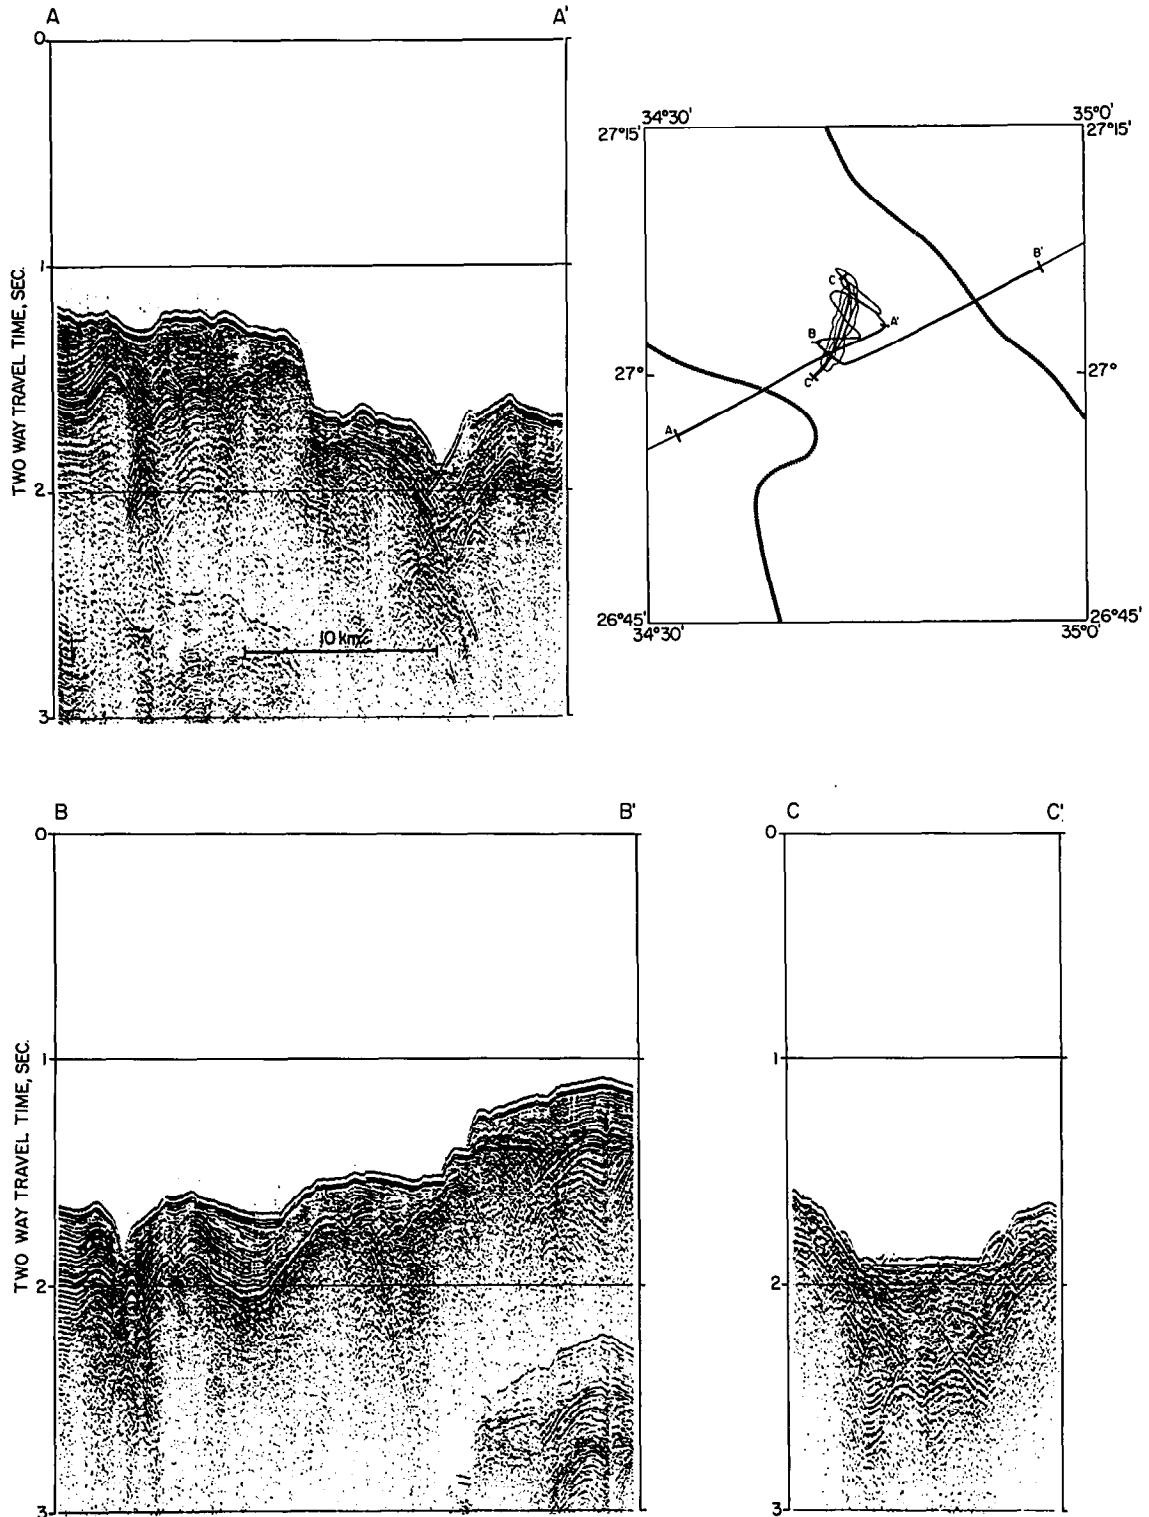 A A'
0
1
2
3
TWO WAY TRAVEL TIME, SEC.
10 km
34°30' 35°0'
27°15' 27°15'
B'
C'
A'
B
27° 27°
C
A
26°45' 26°45'
34°30' 35°0'
B B'
0
1
2
3
TWO WAY TRAVEL TIME, SEC.
C C'
0
1
2
3